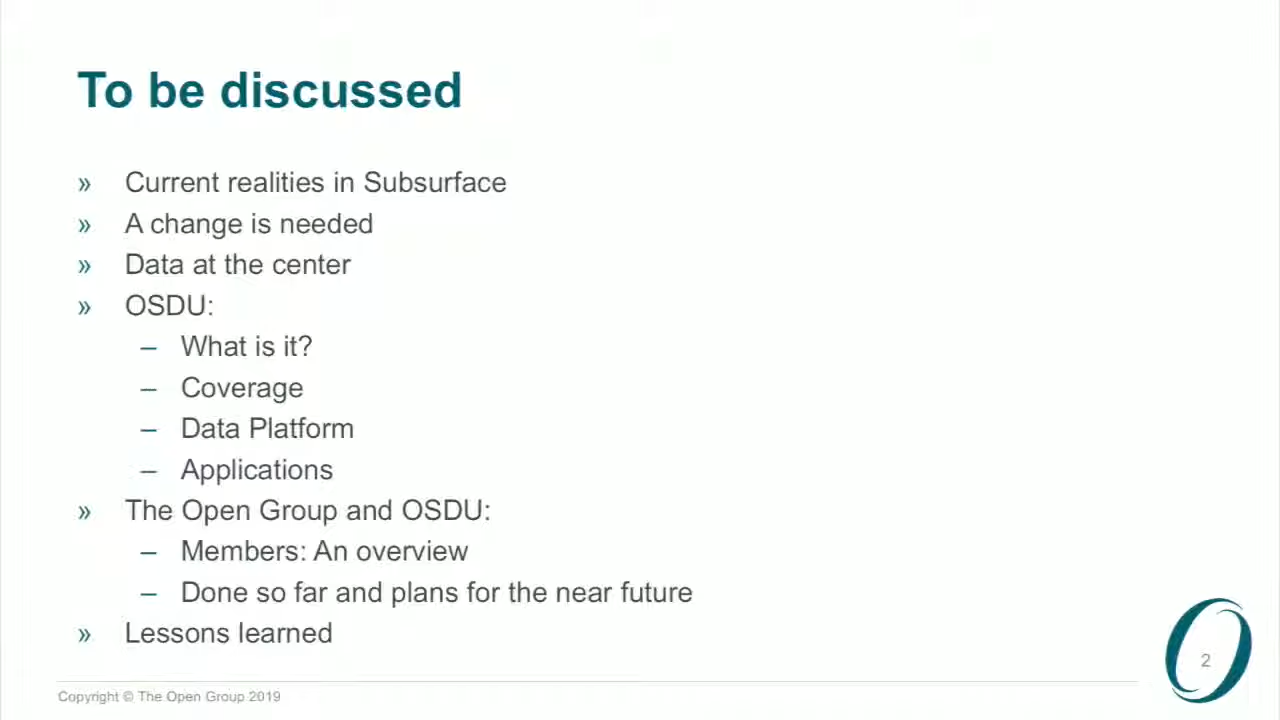 To be discussed
» Current realities in Subsurface
» A change is needed
» Data at the center
» OSDU:
– What is it?
– Coverage
– Data Platform
– Applications
» The Open Group and OSDU:
– Members: An overview
– Done so far and plans for the near future
» Lessons learned
2
Copyright © The Open Group 2019